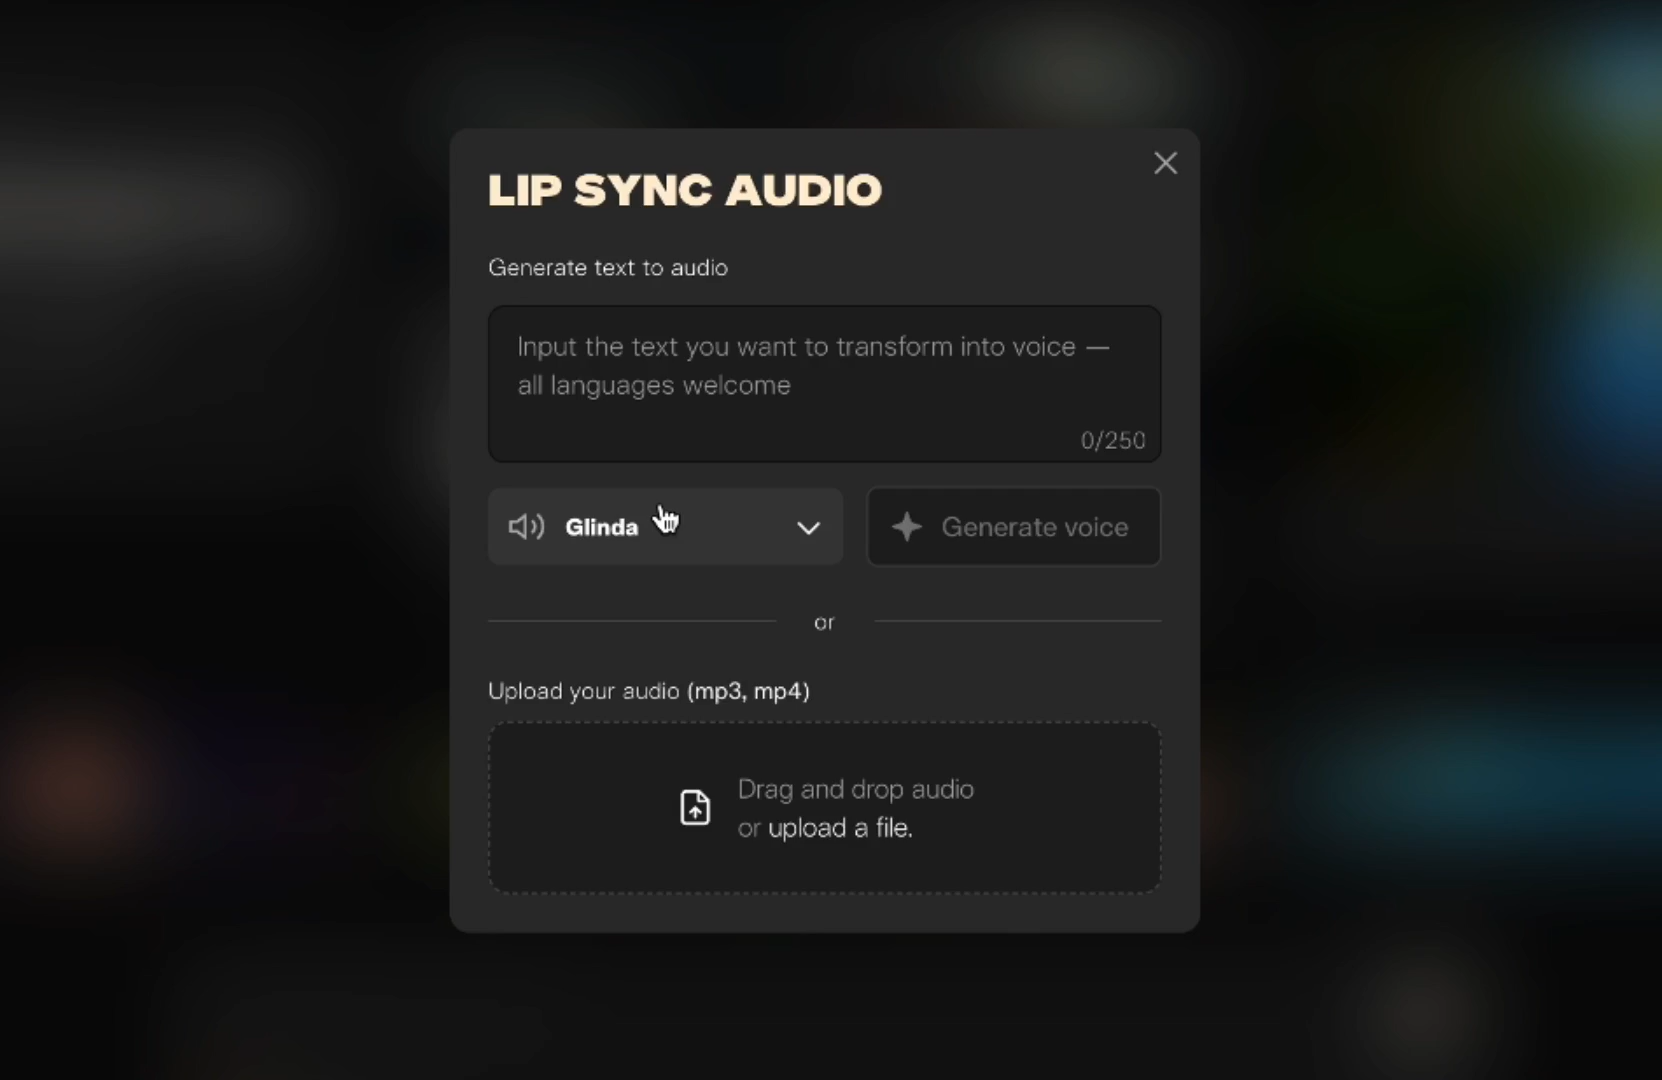 LIP SYNC AUDIO
Generate text to audio
Input the text you want to transform into voice —
all languages welcome
0/250
Glinda
Generate voice
or
Upload your audio (mp3, mp4)
Drag and drop audio
or upload a file.